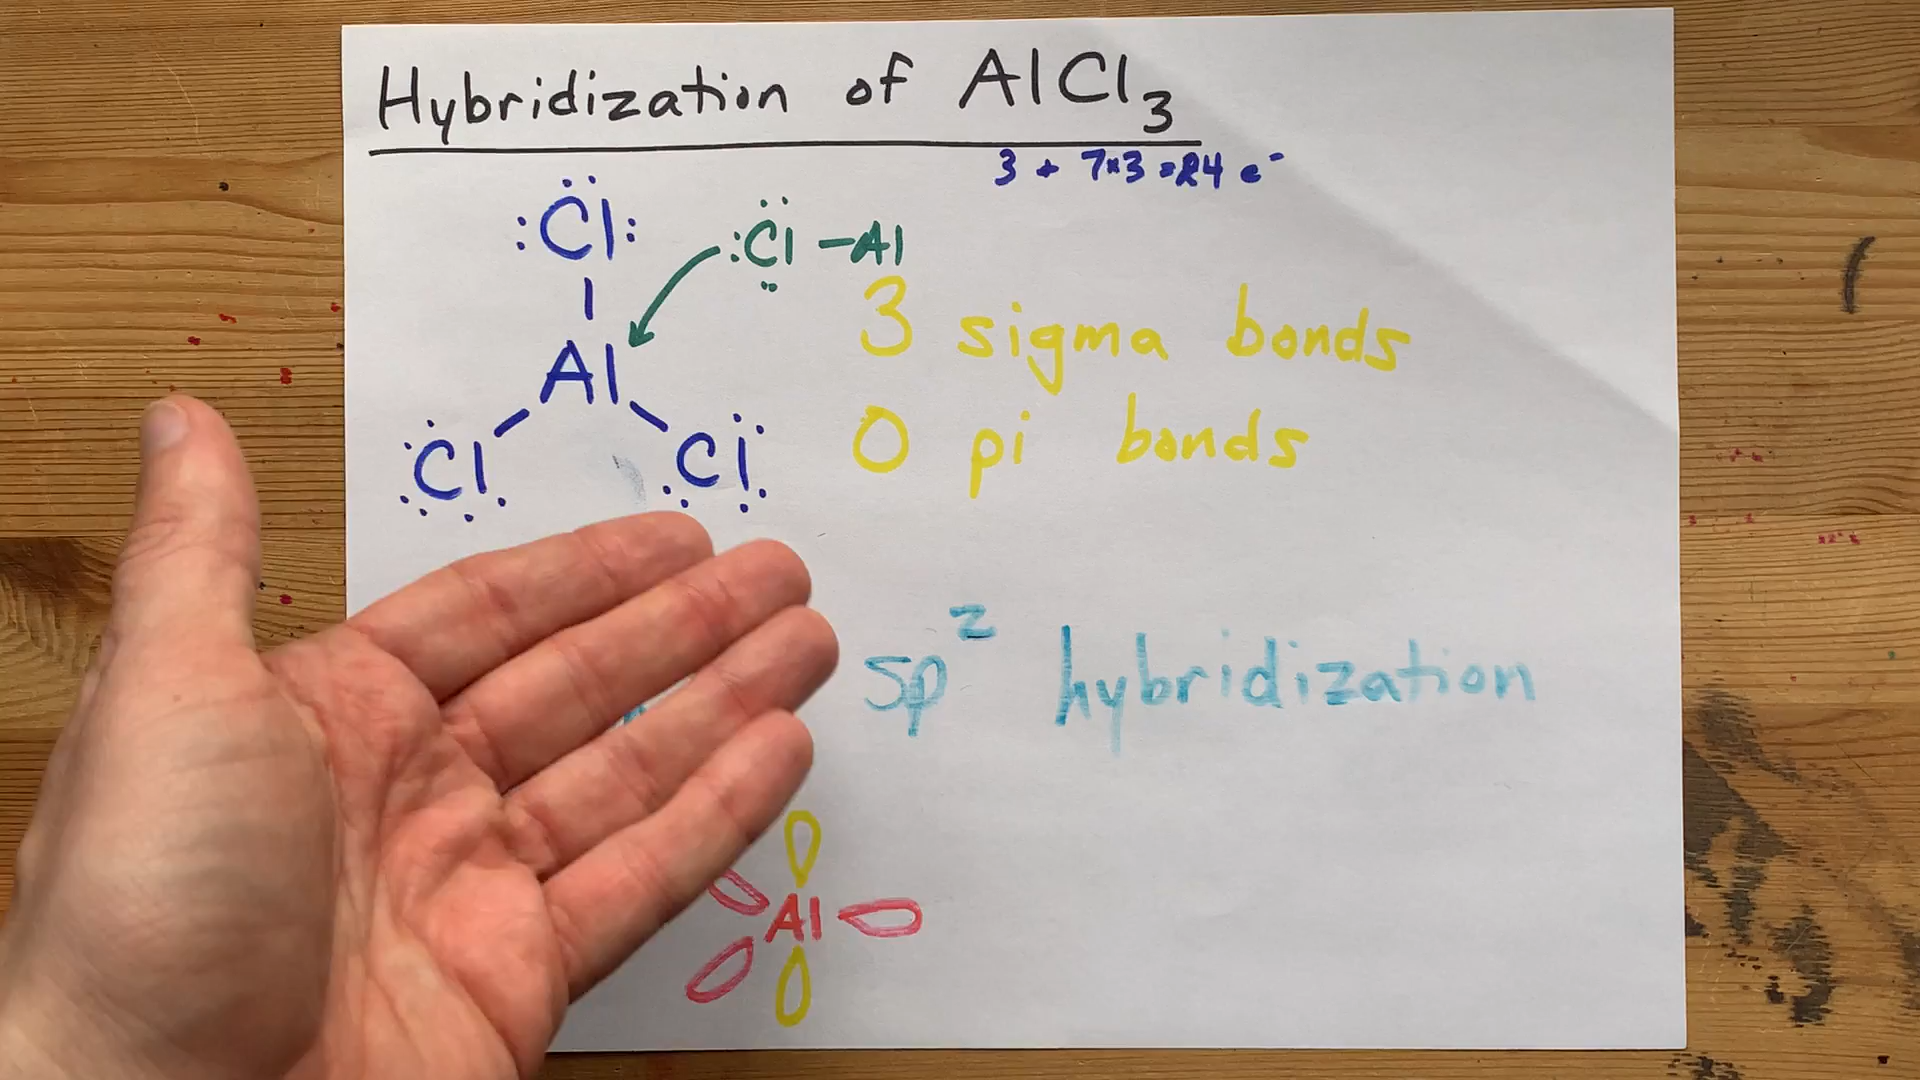 Hybridization of AlCl3
3 + 7×3 = 24 e-
:Cl:
:Cl - Al
3 sigma bonds
Al
0 pi bonds
Cl Cl
sp2 hybridization
Al